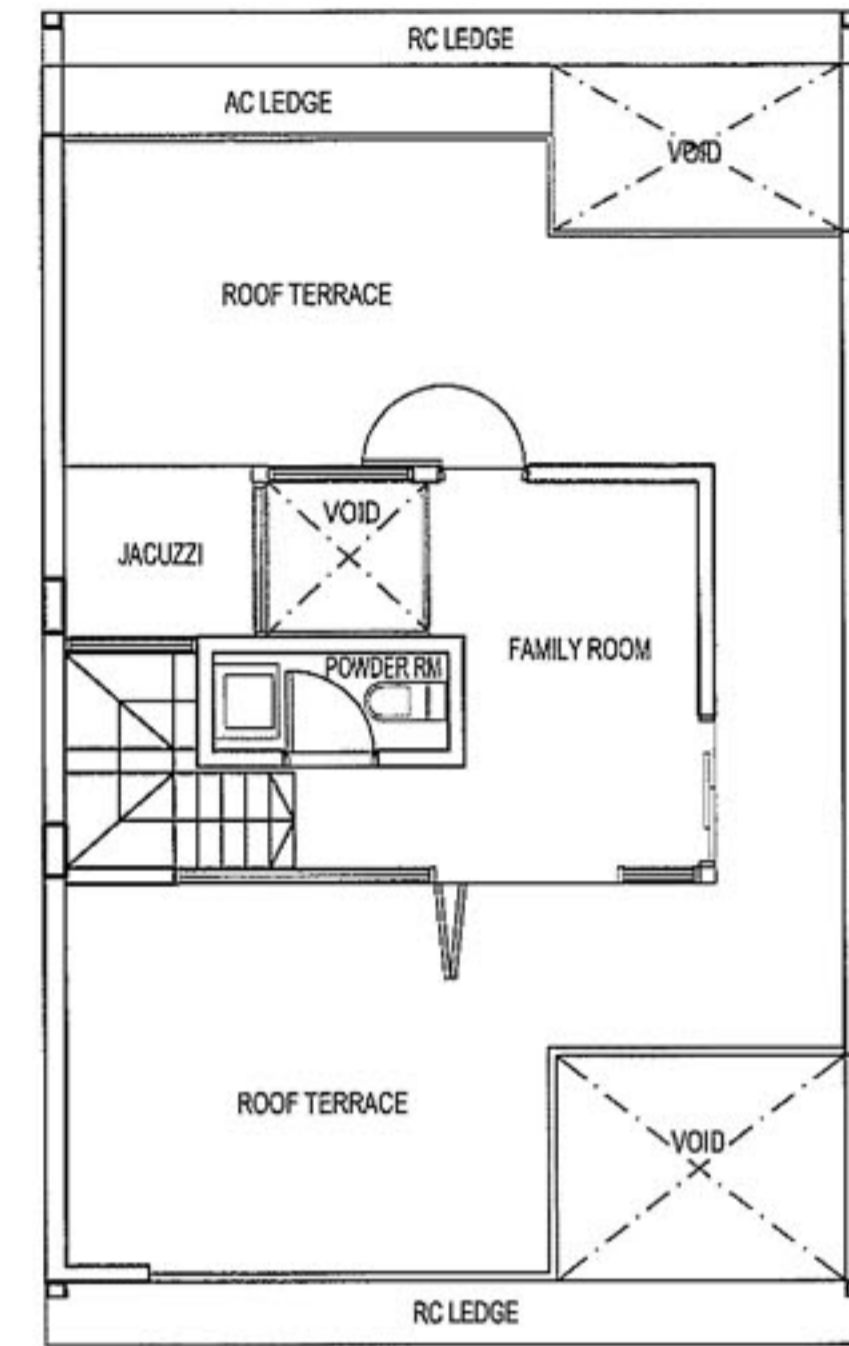 RC LEDGE
AC LEDGE
VOID
ROOF TERRACE
VOID
JACUZZI
FAMILY ROOM
POWDER RM
ROOF TERRACE
VOID
RC LEDGE